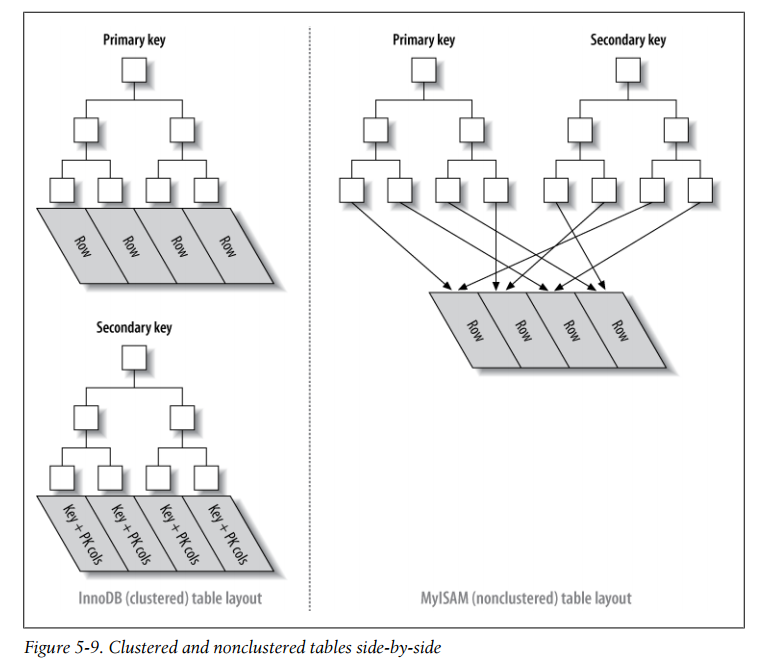 Primary key
Row
Row
Row
Row
Secondary key
Key + PK cols
Key + PK cols
Key + PK cols
Key + PK cols
InnoDB (clustered) table layout
Primary key
Secondary key
Row
Row
Row
Row
MyISAM (nonclustered) table layout
Figure 5-9. Clustered and nonclustered tables side-by-side